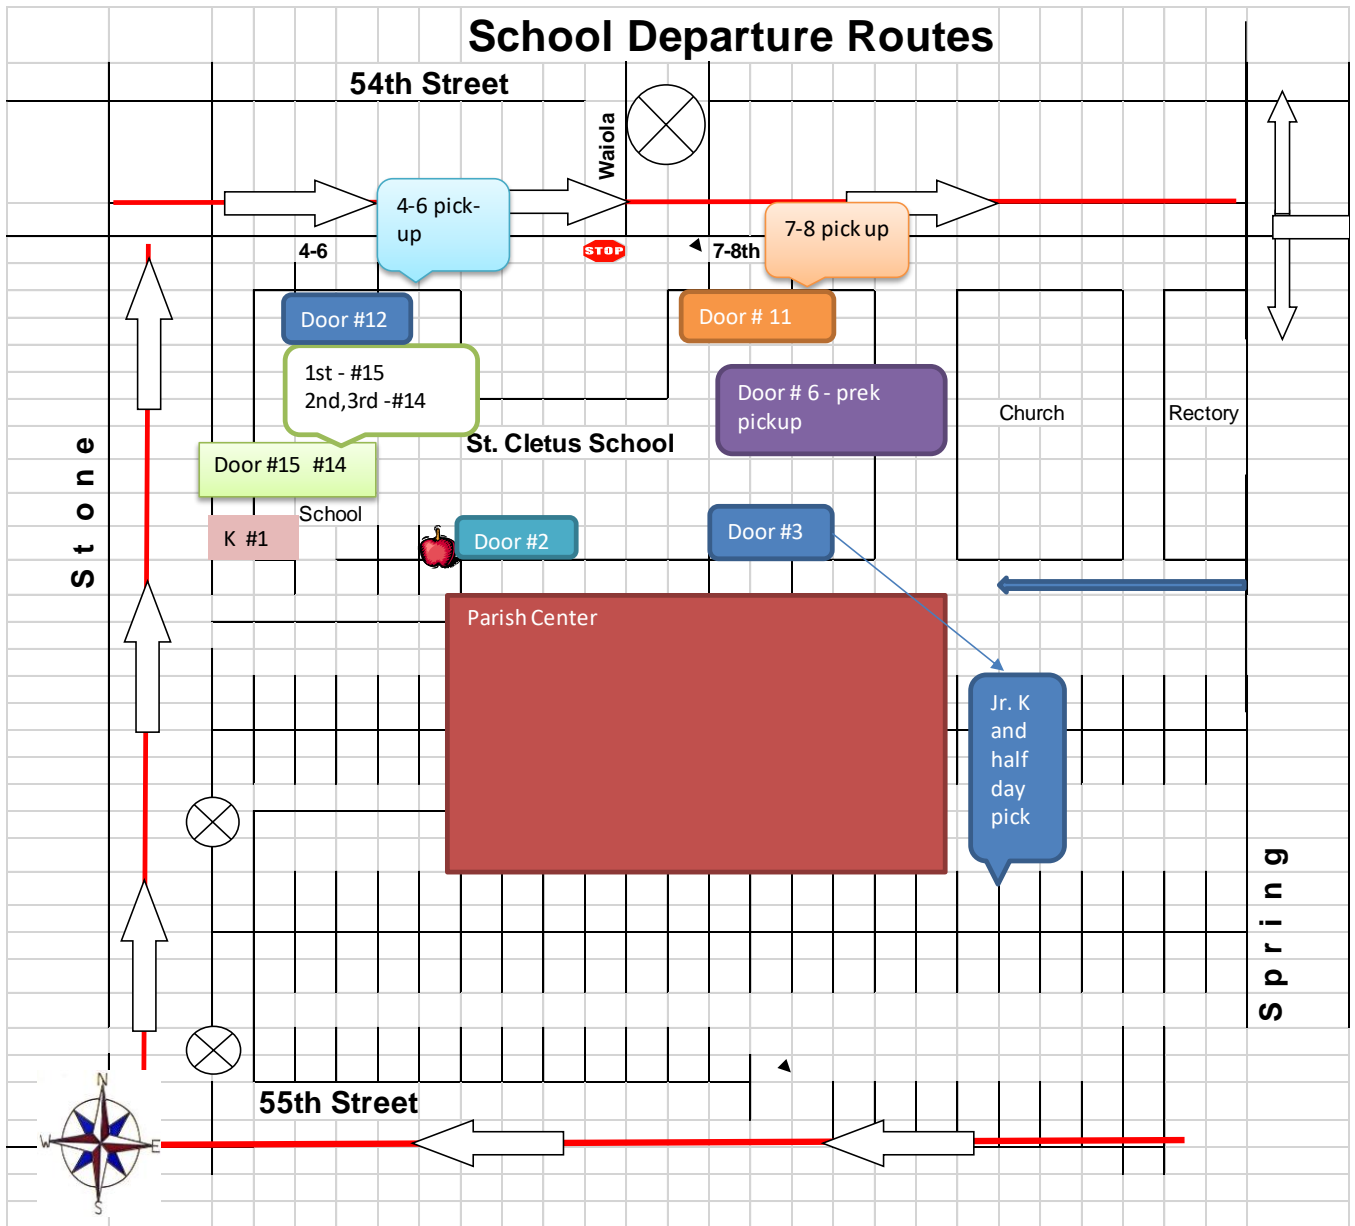 School Departure Routes
54th Street
Waiola
4-6 pick-
up
7-8 pick up
4-6
STOP
7-8th
Door #12
Door # 11
1st - #15
2nd,3rd -#14
Door # 6 - prek
pickup
Church
Rectory
St. Cletus School
Door #15 #14
Stone
School
K #1
Door #2
Door #3
Parish Center
Jr. K
and
half
day
pick
Spring
55th Street
N
W
E
S